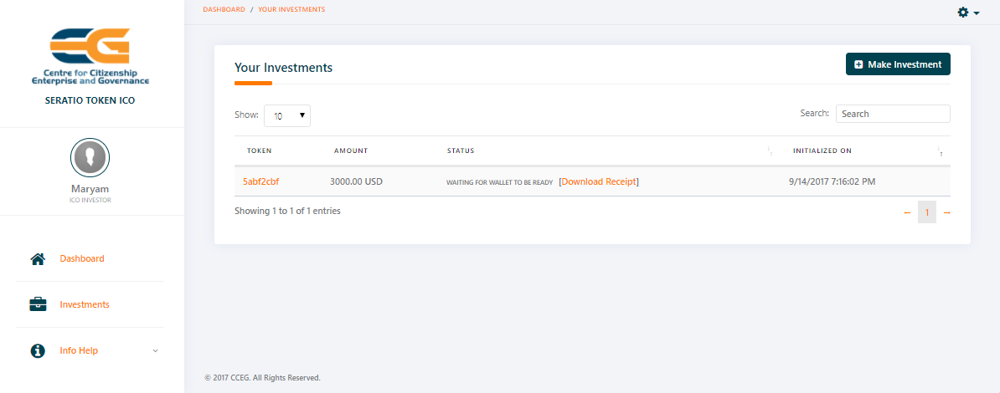 DASHBOARD / YOUR INVESTMENTS
CEG
Centre for Citizenship
Enterprise and Governance
SERATIO TOKEN ICO
Maryam
ICO INVESTOR
Dashboard
Investments
Info Help
Your Investments
Make Investment
Show: 10
Search: Search
TOKEN AMOUNT STATUS INITIALIZED ON
5abf2cbf 3000.00 USD WAITING FOR WALLET TO BE READY [Download Receipt] 9/14/2017 7:16:02 PM
Showing 1 to 1 of 1 entries
← 1 →
© 2017 CCEG. All Rights Reserved.